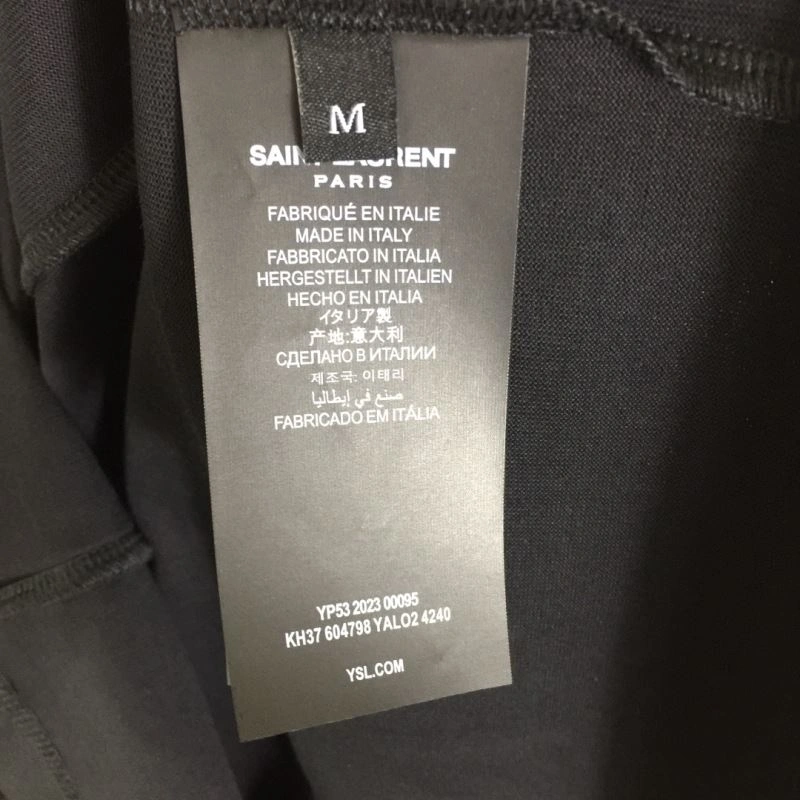 M
SAINT LAURENT
PARIS
FABRIQUÉ EN ITALIE
MADE IN ITALY
FABBRICATO IN ITALIA
HERGESTELLT IN ITALIEN
HECHO EN ITALIA
イタリア製
产地:意大利
СДЕЛАНО В ИТАЛИИ
제조국: 이태리
صنع في إيطاليا
FABRICADO EM ITÁLIA
YP53 2023 00095
KH37 604798 YALO2 4240
YSL.COM